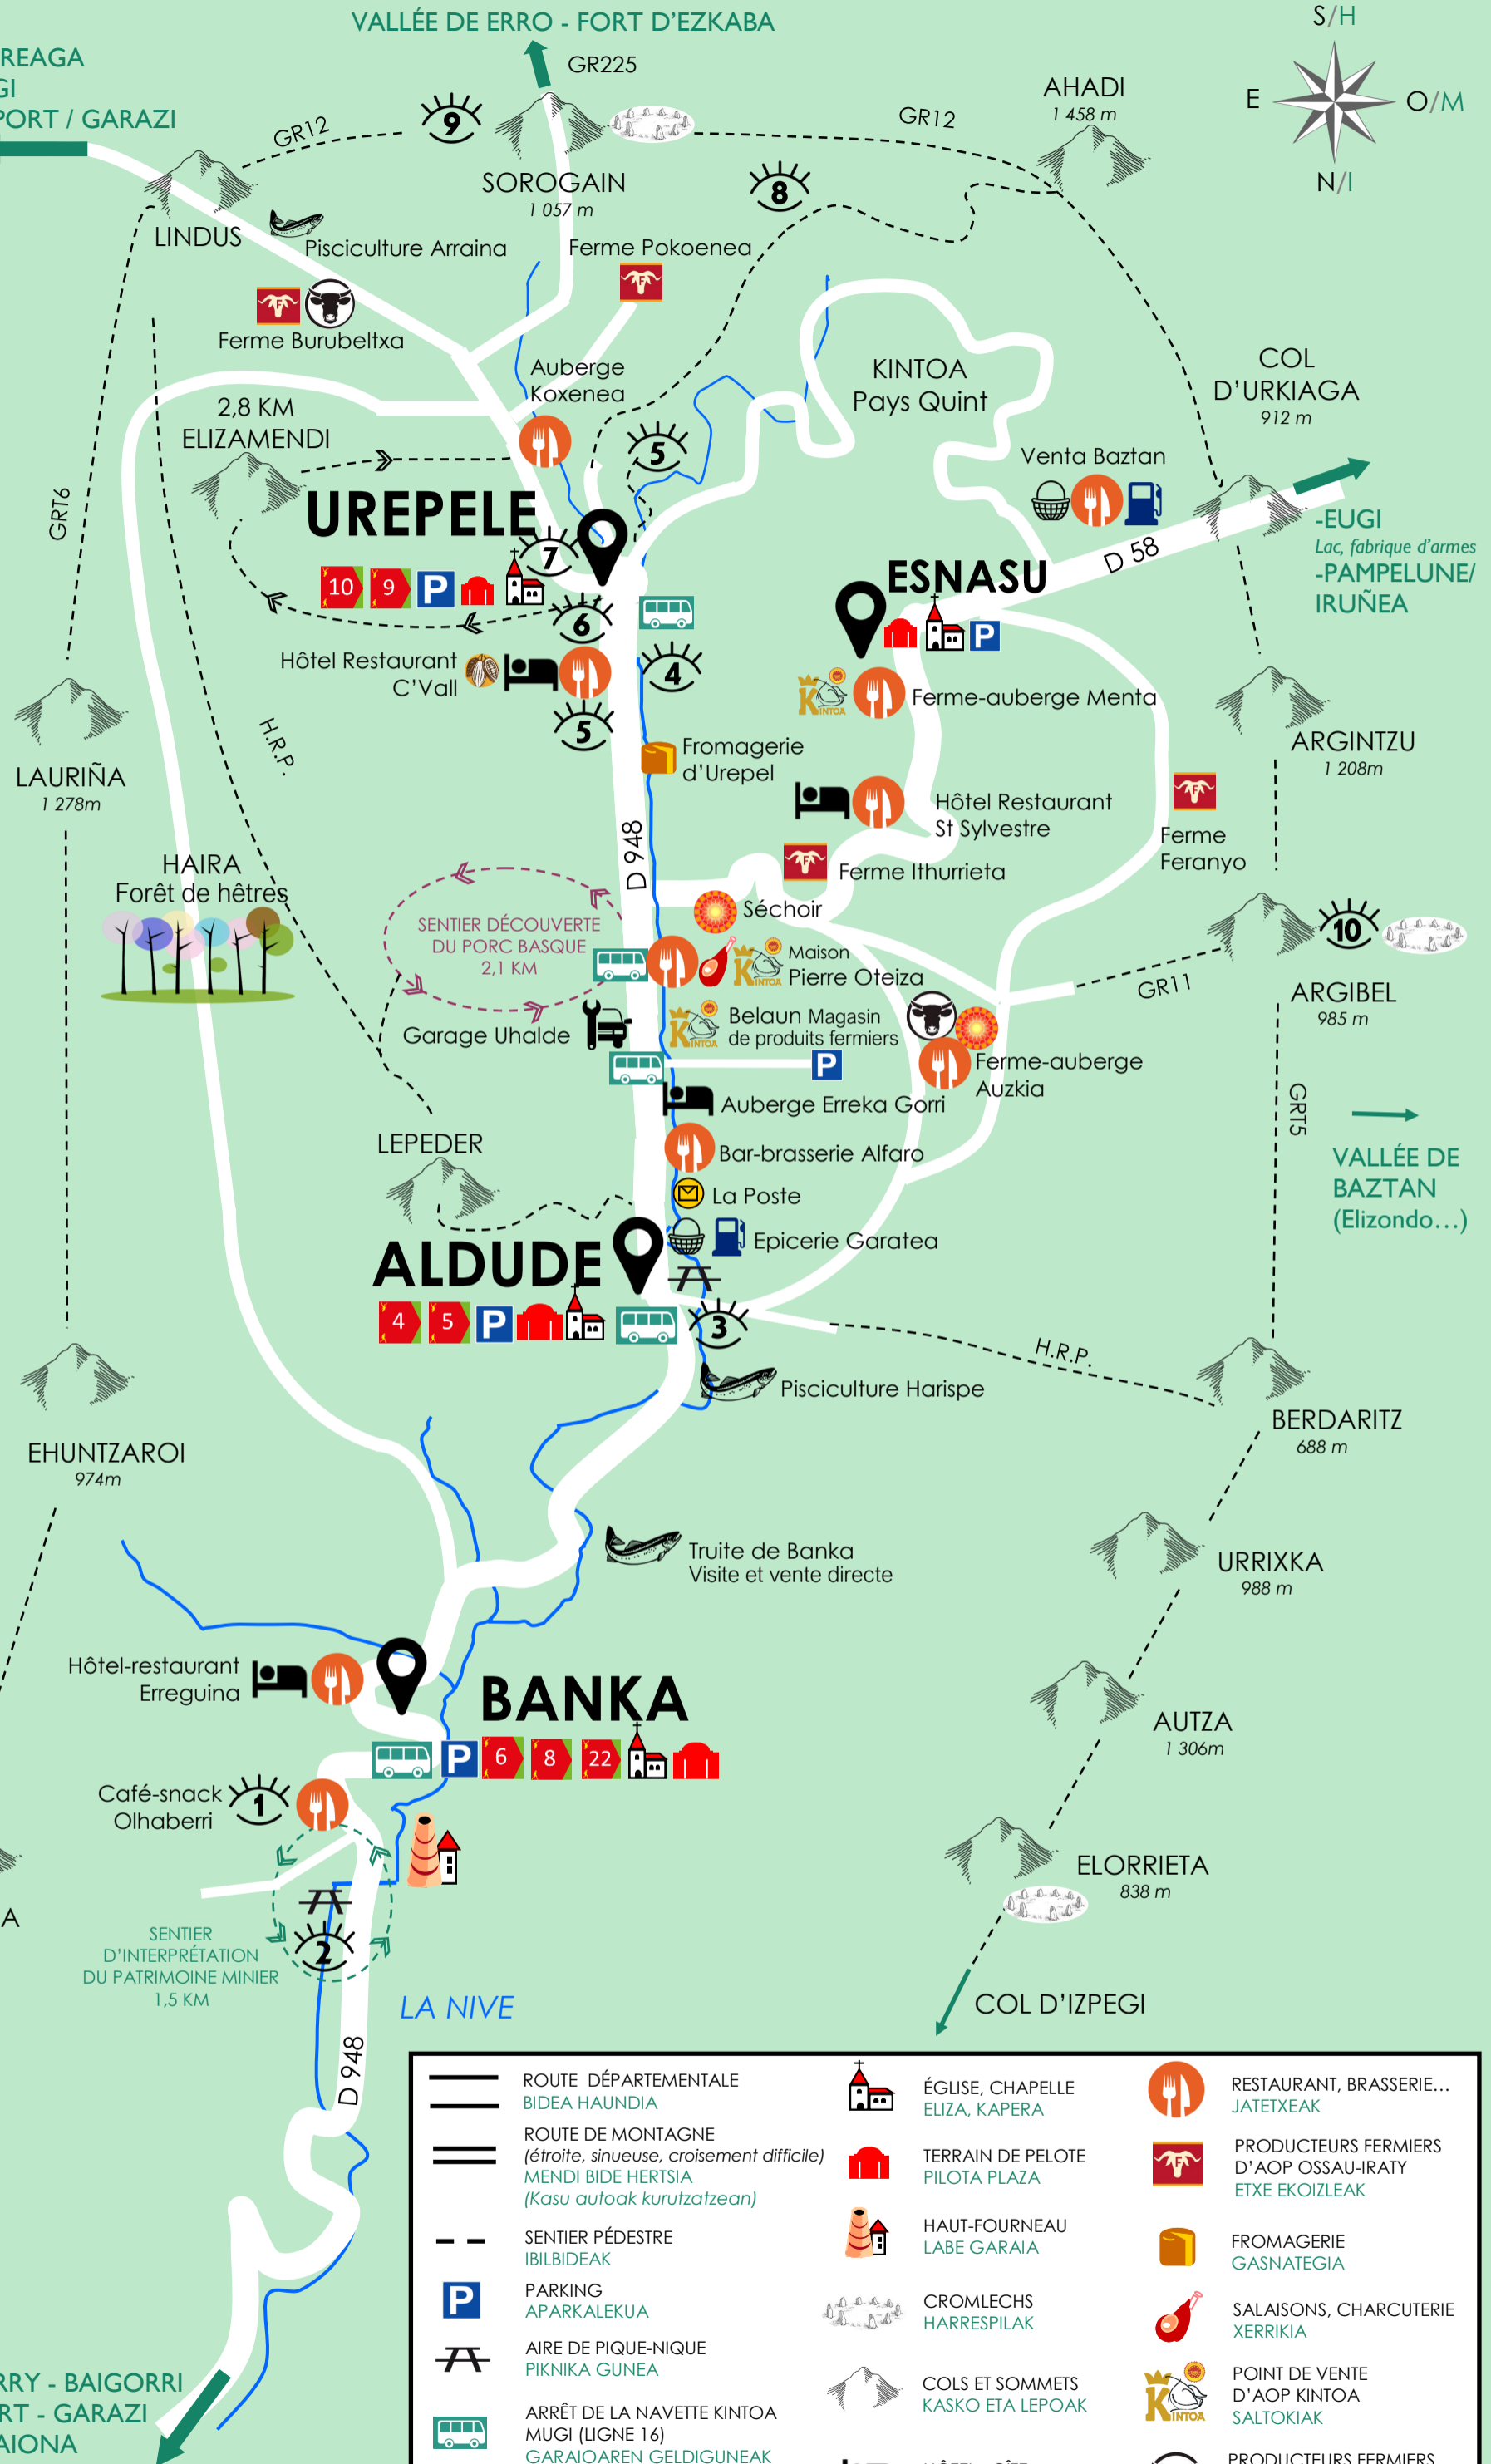 VALLÉE DE ERRO - FORT D'EZKABA
GR225
S/H
E
O/M
N/I
REAGA
GI
PORT / GARAZI
GR12
9
SOROGAIN
1 057 m
GR12
AHADI
1 458 m
8
LINDUS
Pisciculture Arraina
Ferme Pokoenea
Ferme Burubeltxa
Auberge
Koxenea
KINTOA
Pays Quint
COL
D'URKIAGA
912 m
2,8 KM
ELIZAMENDI
5
Venta Baztan
GRT6
UREPELE
7
D 58
-EUGI
Lac, fabrique d'armes
-PAMPELUNE/
IRUÑEA
ESNASU
10
9
P
P
6
4
Hôtel Restaurant
C'Vall
5
KINTOA
Ferme-auberge Menta
H.R.P.
LAURIÑA
1 278m
Fromagerie
d'Urepel
ARGINTZU
1 208m
Hôtel Restaurant
St Sylvestre
D 948
Ferme
Feranyo
HAIRA
Forêt de hêtres
Ferme Ithurrieta
Séchoir
SENTIER DÉCOUVERTE
DU PORC BASQUE
2,1 KM
KINTOA
Maison
Pierre Oteiza
10
GR11
ARGIBEL
985 m
Garage Uhalde
KINTOA
Belaun Magasin
de produits fermiers
P
Ferme-auberge
Auzkia
Auberge Erreka Gorri
GRT5
LEPEDER
Bar-brasserie Alfaro
VALLÉE DE
BAZTAN
(Elizondo...)
La Poste
ALDUDE
Epicerie Garatea
4
5
P
3
H.R.P.
Pisciculture Harispe
BERDARITZ
688 m
EHUNTZAROI
974m
Truite de Banka
Visite et vente directe
URRIXKA
988 m
Hôtel-restaurant
Erreguina
BANKA
AUTZA
1 306m
P
6
8
22
Café-snack
Olhaberri
1
ELORRIETA
838 m
A
2
SENTIER
D'INTERPRÉTATION
DU PATRIMOINE MINIER
1,5 KM
LA NIVE
COL D'IZPEGI
D 948
RRY - BAIGORRI
RT - GARAZI
AIONA
ROUTE DÉPARTEMENTALE
BIDEA HAUNDIA
ROUTE DE MONTAGNE
(étroite, sinueuse, croisement difficile)
MENDI BIDE HERTSIA
(Kasu autoak kurutzatzean)
SENTIER PÉDESTRE
IBILBIDEAK
P
PARKING
APARKALEKUA
AIRE DE PIQUE-NIQUE
PIKNIKA GUNEA
ARRÊT DE LA NAVETTE KINTOA
MUGI (LIGNE 16)
GARAIOAREN GELDIGUNEAK
ÉGLISE, CHAPELLE
ELIZA, KAPERA
TERRAIN DE PELOTE
PILOTA PLAZA
HAUT-FOURNEAU
LABE GARAIA
CROMLECHS
HARRESPILAK
COLS ET SOMMETS
KASKO ETA LEPOAK
RESTAURANT, BRASSERIE...
JATETXEAK
PRODUCTEURS FERMIERS
D'AOP OSSAU-IRATY
ETXE EKOIZLEAK
FROMAGERIE
GASNATEGIA
SALAISONS, CHARCUTERIE
XERRIKIA
KINTOA
POINT DE VENTE
D'AOP KINTOA
SALTOKIAK
PRODUCTEURS FERMIERS